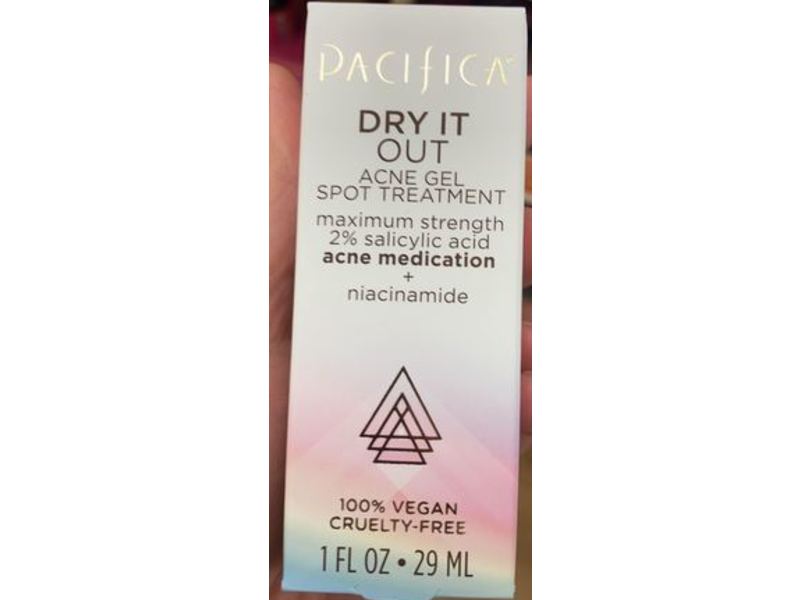 PACIFICA
DRY IT
OUT
ACNE GEL
SPOT TREATMENT
maximum strength
2% salicylic acid
acne medication
+
niacinamide
100% VEGAN
CRUELTY-FREE
1 FL OZ • 29 ML